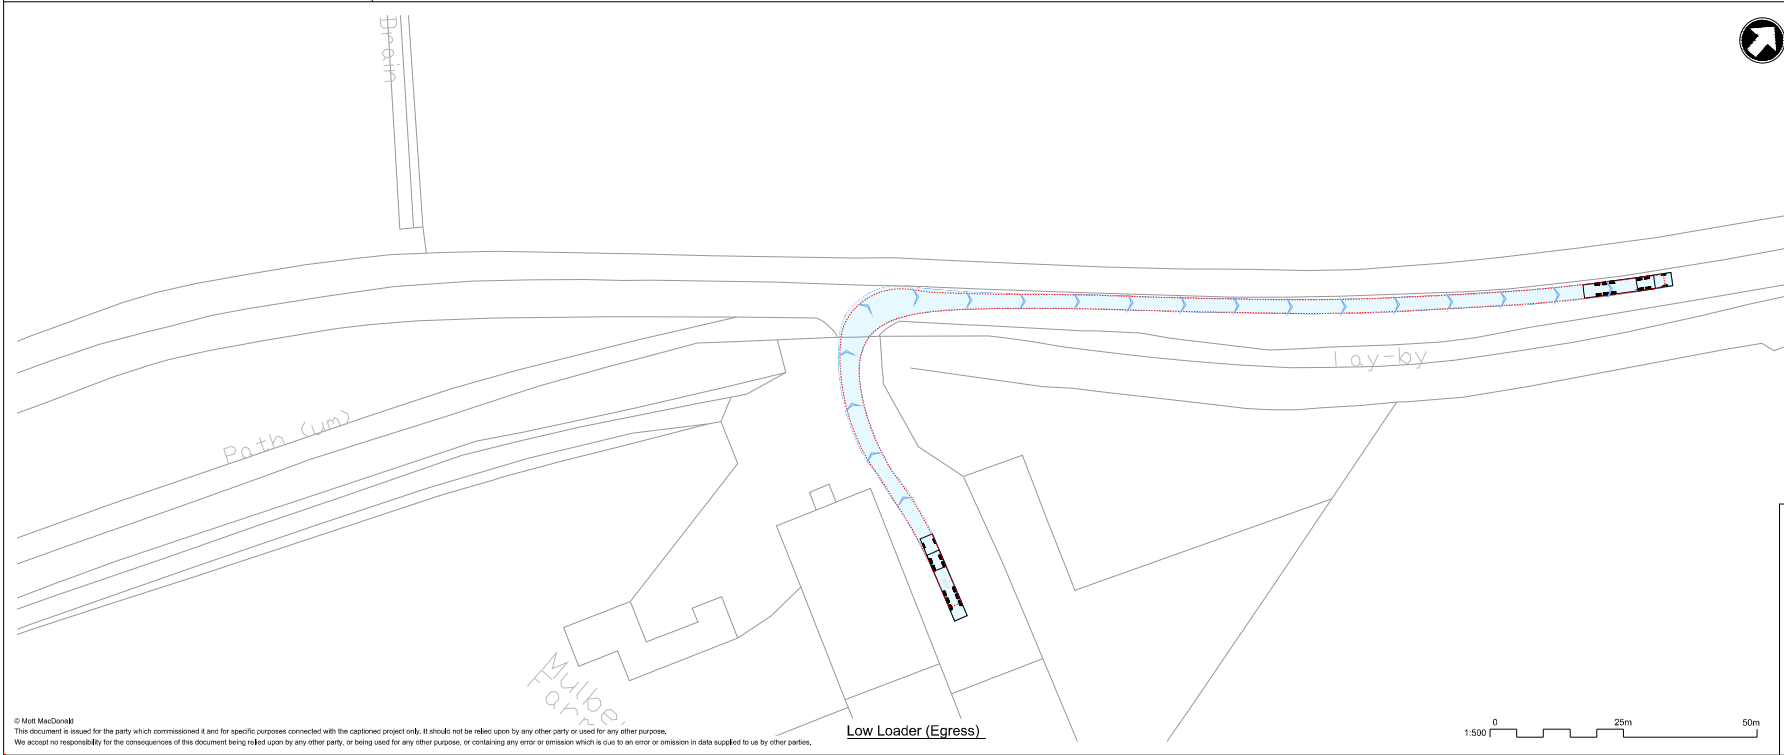 Drain
Lay-by
Path (um)
© Mott MacDonald
This document is issued for the party which commissioned it and for specific purposes connected with the captioned project only. It should not be relied upon by any other party or used for any other purpose.
We accept no responsibility for the consequences of this document being relied upon by any other party, or being used for any other purpose, or containing any error or omission which is due to an error or omission in data supplied to us by other parties.
Low Loader (Egress)
0 25m 50m
1:500